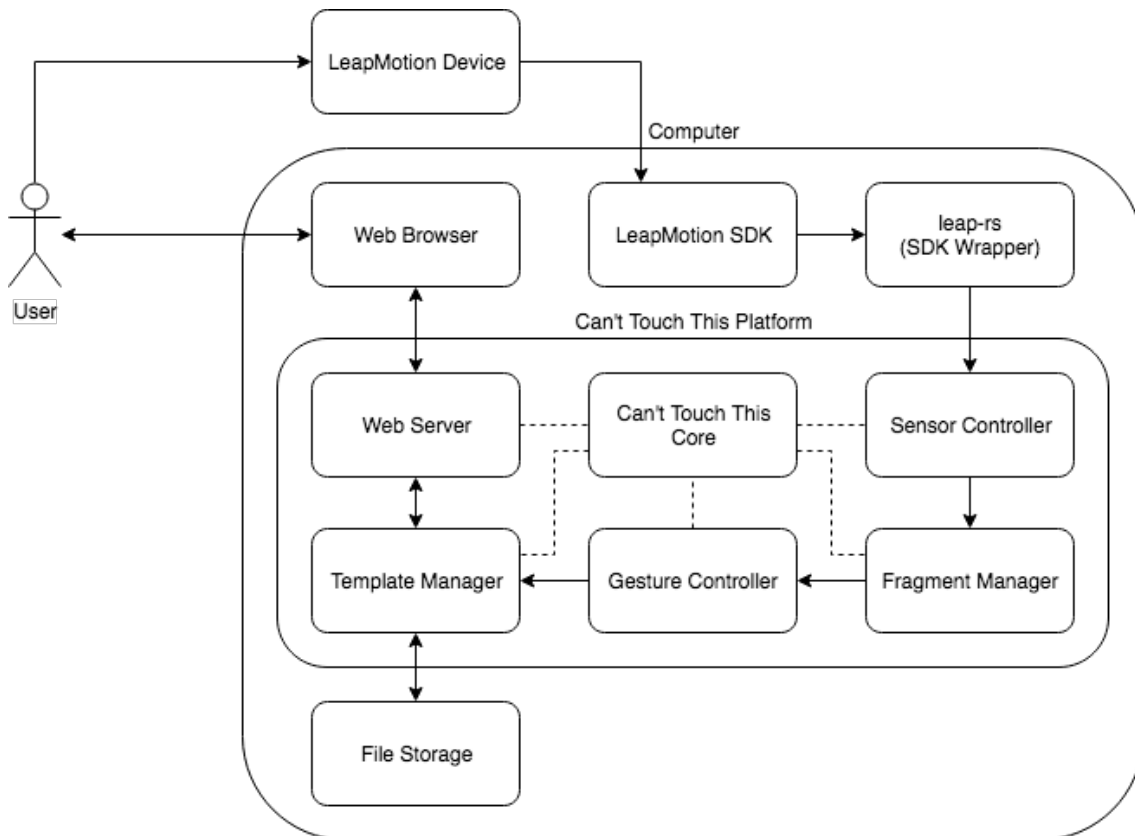 LeapMotion Device
Computer
Web Browser
LeapMotion SDK
leap-rs
(SDK Wrapper)
User
Can't Touch This Platform
Web Server
Can't Touch This
Core
Sensor Controller
Template Manager
Gesture Controller
Fragment Manager
File Storage